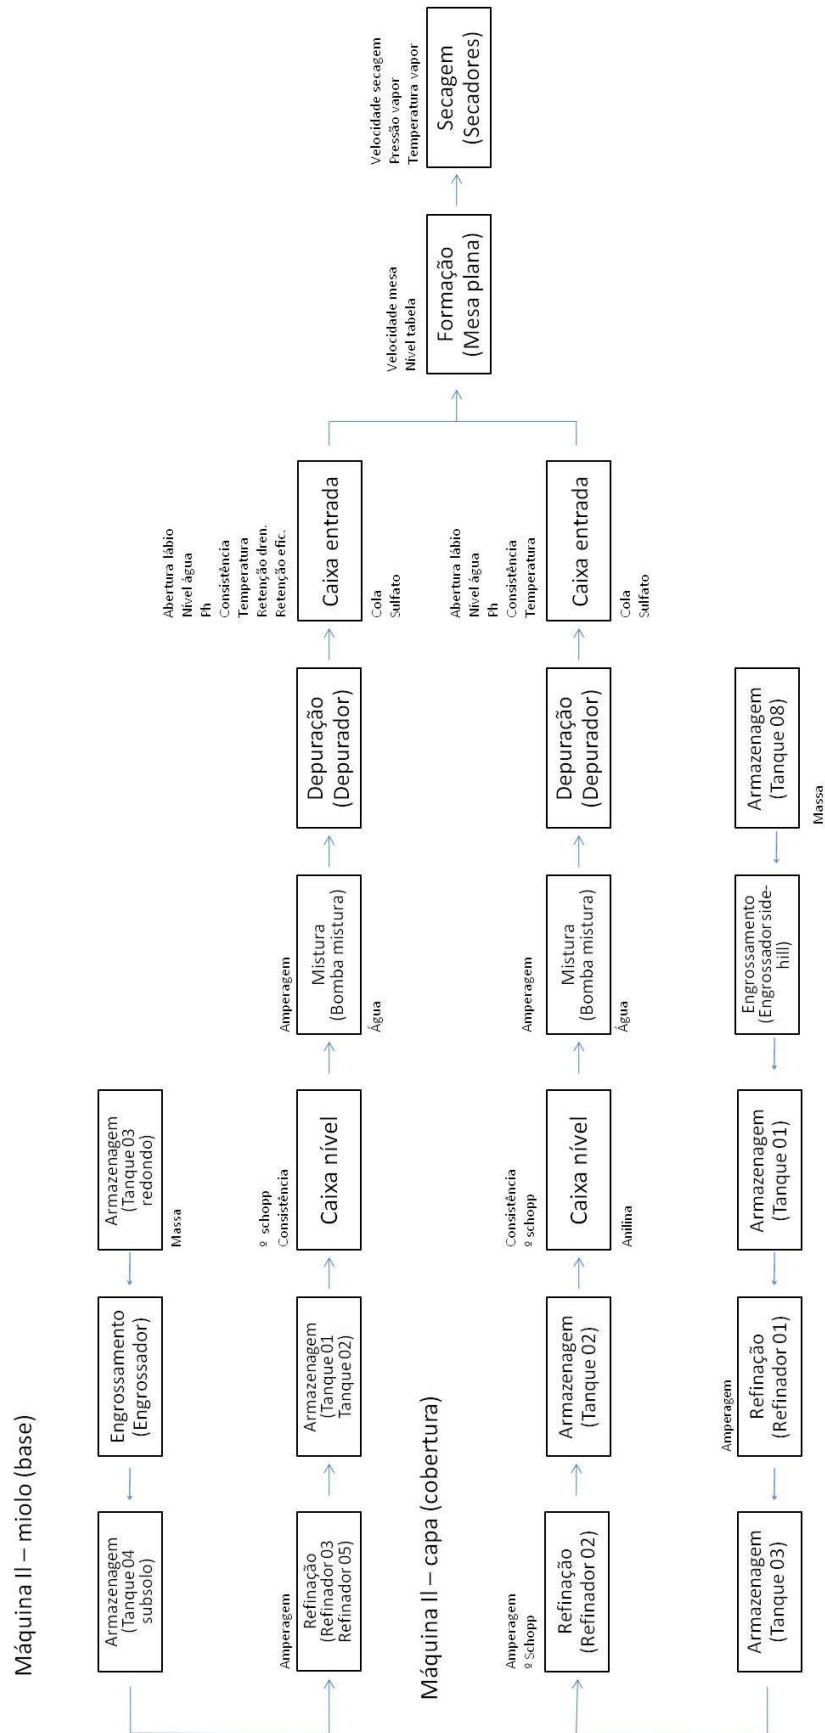 Máquina II – miolo (base)
Armazenagem
(Tanque 04
subsolo)
Engrossamento
(Engrossador)
Armazenagem
(Tanque 03
redondo)
Massa
Amperagem
Refinação
(Refinador 03
Refinador 05)
Armazenagem
(Tanque 01
Tanque 02)
º schopp
Consistência
Caixa nível
Amperagem
Mistura
(Bomba mistura)
Água
Depuração
(Depurador)
Abertura lábio
Nível água
Ph
Consistência
Temperatura
Retenção dren.
Retenção efic.
Caixa entrada
Cola
Sulfato
Velocidade mesa
Nível tabela
Formação
(Mesa plana)
Velocidade secagem
Pressão vapor
Temperatura vapor
Secagem
(Secadores)
Máquina II – capa (cobertura)
Amperagem
º Schopp
Refinação
(Refinador 02)
Armazenagem
(Tanque 02)
Consistência
º schopp
Caixa nível
Anilina
Amperagem
Mistura
(Bomba mistura)
Água
Depuração
(Depurador)
Abertura lábio
Nível água
Ph
Consistência
Temperatura
Caixa entrada
Cola
Sulfato
Armazenagem
(Tanque 03)
Amperagem
Refinação
(Refinador 01)
Armazenagem
(Tanque 01)
Engrossamento
(Engrossador side-
hill)
Armazenagem
(Tanque 08)
Massa